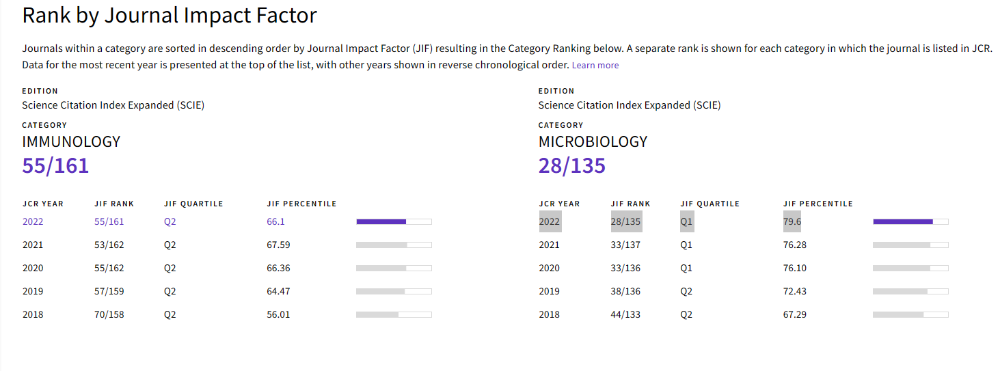 Rank by Journal Impact Factor
Journals within a category are sorted in descending order by Journal Impact Factor (JIF) resulting in the Category Ranking below. A separate rank is shown for each category in which the journal is listed in JCR.
Data for the most recent year is presented at the top of the list, with other years shown in reverse chronological order. Learn more
EDITION
Science Citation Index Expanded (SCIE)
CATEGORY
IMMUNOLOGY
55/161
JCR YEAR JIF RANK JIF QUARTILE JIF PERCENTILE
2022 55/161 Q2 66.1
2021 53/162 Q2 67.59
2020 55/162 Q2 66.36
2019 57/159 Q2 64.47
2018 70/158 Q2 56.01
EDITION
Science Citation Index Expanded (SCIE)
CATEGORY
MICROBIOLOGY
28/135
JCR YEAR JIF RANK JIF QUARTILE JIF PERCENTILE
2022 28/135 Q1 79.6
2021 33/137 Q1 76.28
2020 33/136 Q1 76.10
2019 38/136 Q2 72.43
2018 44/133 Q2 67.29